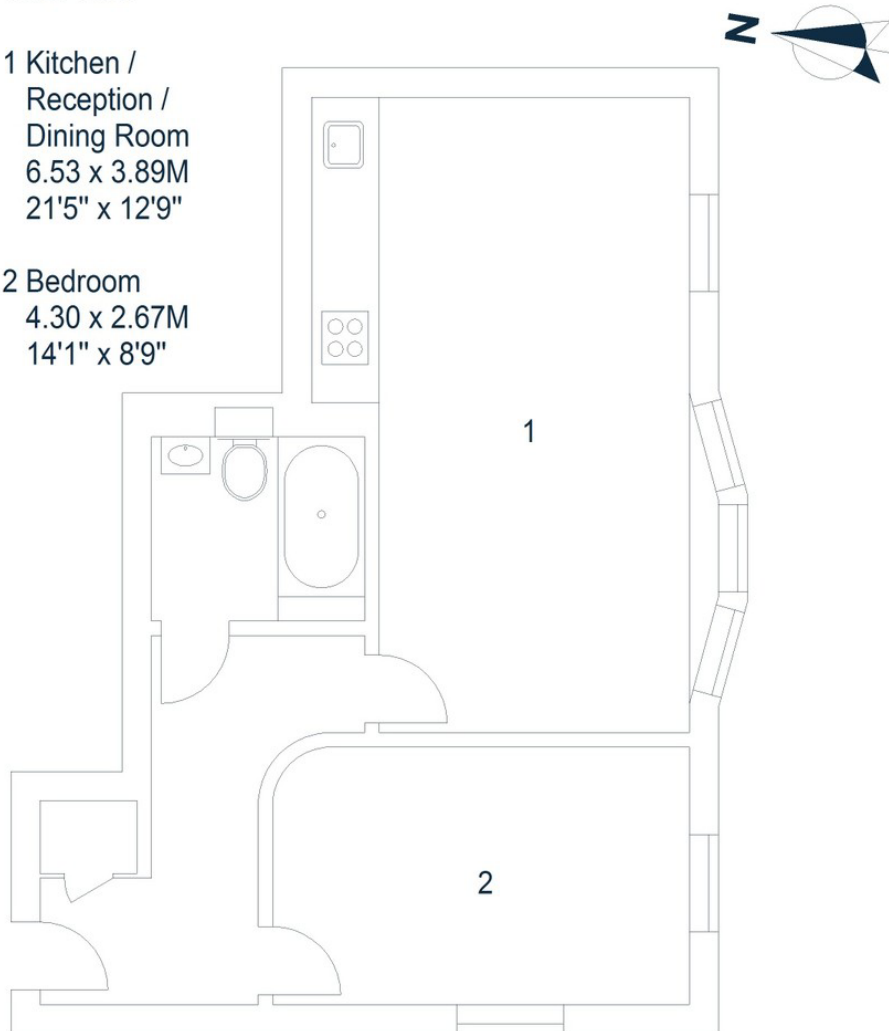 1 Kitchen /
Reception /
Dining Room
6.53 x 3.89M
21'5" x 12'9"
2 Bedroom
4.30 x 2.67M
14'1" x 8'9"
N
1
2